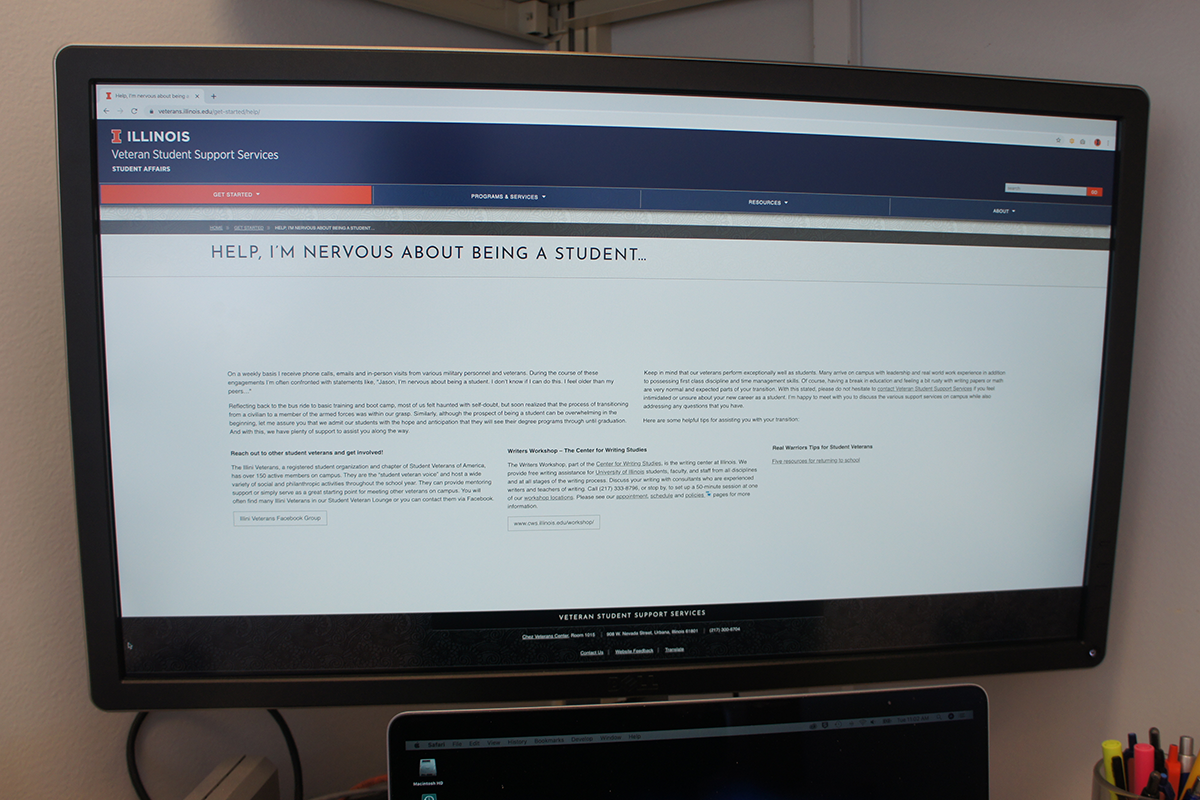 Help, I'm nervous about being a
veterans.illinois.edu/get-started/help/
I ILLINOIS
Veteran Student Support Services
STUDENT AFFAIRS
search
GET STARTED
PROGRAMS & SERVICES
RESOURCES
ABOUT
HOME > GET STARTED > HELP, I'M NERVOUS ABOUT BEING A STUDENT...
HELP, I'M NERVOUS ABOUT BEING A STUDENT...
On a weekly basis I receive phone calls, emails and in-person visits from various military personnel and veterans. During the course of these
engagements I'm often confronted with statements like, "Jason, I'm nervous about being a student. I don't know if I can do this. I feel older than my
peers...."
Reflecting back to the bus ride to basic training and boot camp, most of us felt haunted with self-doubt, but soon realized that the process of transitioning
from a civilian to a member of the armed forces was within our grasp. Similarly, although the prospect of being a student can be overwhelming in the
beginning, let me assure you that we admit our students with the hope and anticipation that they will see their degree programs through until graduation.
And with this, we have plenty of support to assist you along the way.
Keep in mind that our veterans perform exceptionally well as students. Many arrive on campus with leadership and real world work experience in addition
to possessing first class discipline and time management skills. Of course, having a break in education and feeling a bit rusty with writing papers or math
are very normal and expected parts of your transition. With this stated, please do not hesitate to contact Veteran Student Support Services if you feel
intimidated or unsure about your new career as a student. I'm happy to meet with you to discuss the various support services on campus while also
addressing any questions that you have.
Here are some helpful tips for assisting you with your transition:
Reach out to other student veterans and get involved!
The Illini Veterans, a registered student organization and chapter of Student Veterans of America,
has over 150 active members on campus. They are the "student veteran voice" and host a wide
variety of social and philanthropic activities throughout the school year. They can provide mentoring
support or simply serve as a great starting point for meeting other veterans on campus. You will
often find many Illini Veterans in our Student Veteran Lounge or you can contact them via Facebook.
Illini Veterans Facebook Group
Writers Workshop – The Center for Writing Studies
The Writers Workshop, part of the Center for Writing Studies, is the writing center at Illinois. We
provide free writing assistance for University of Illinois students, faculty, and staff from all disciplines
and at all stages of the writing process. Discuss your writing with consultants who are experienced
writers and teachers of writing. Call (217) 333-8796, or stop by, to set up a 50-minute session at one
of our workshop locations. Please see our appointment, schedule and policies pages for more
information.
www.cws.illinois.edu/workshop/
Real Warriors Tips for Student Veterans
Five resources for returning to school
VETERAN STUDENT SUPPORT SERVICES
Chez Veterans Center, Room 1013 | 908 W. Nevada Street, Urbana, Illinois 61801 | (217) 300-5704
Contact Us | Website Feedback | Translate
DELL
Safari File Edit View History Bookmarks Develop Window Help
Macintosh HD